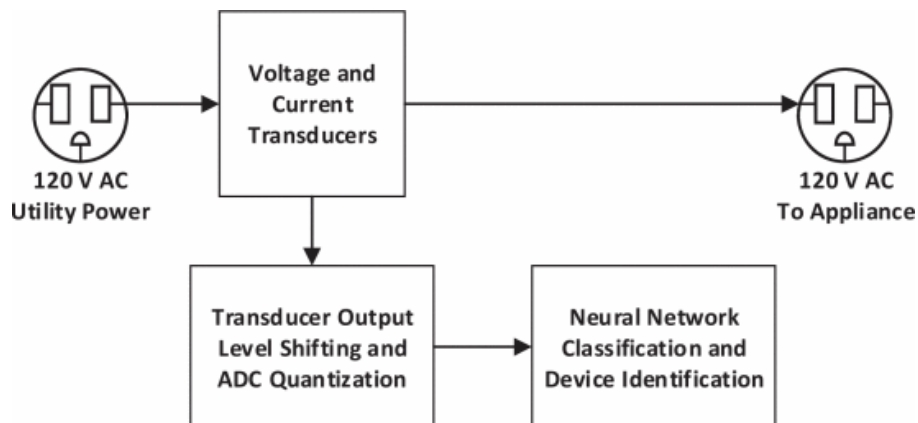 Voltage and
Current
Transducers
120 V AC
Utility Power
120 V AC
To Appliance
Transducer Output
Level Shifting and
ADC Quantization
Neural Network
Classification and
Device Identification